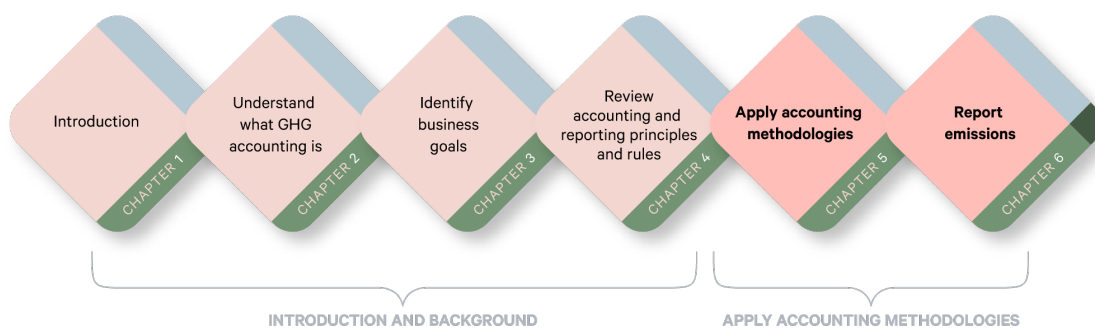 Introduction
CHAPTER 1
Understand
what GHG
accounting is
CHAPTER 2
Identify
business
goals
CHAPTER 3
Review
accounting and
reporting principles
and rules
CHAPTER 4
Apply accounting
methodologies
CHAPTER 5
Report
emissions
CHAPTER 6
INTRODUCTION AND BACKGROUND
APPLY ACCOUNTING METHODOLOGIES